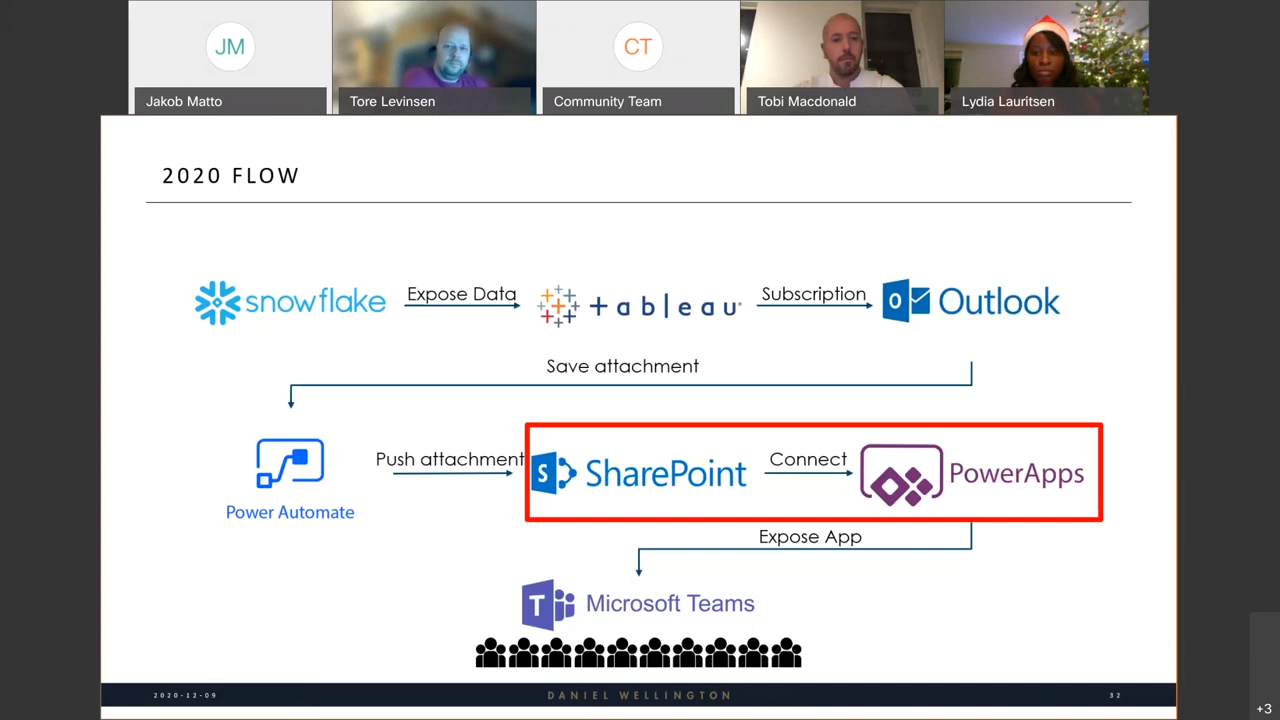 JM
CT
Jakob Matto
Tore Levinsen
Community Team
Tobi Macdonald
Lydia Lauritsen
2020 FLOW
snowflake
Expose Data
+ableau
Subscription
Outlook
Save attachment
Power Automate
Push attachment
SharePoint
Connect
PowerApps
Expose App
Microsoft Teams
2020-12-09
DANIEL WELLINGTON
32
+3